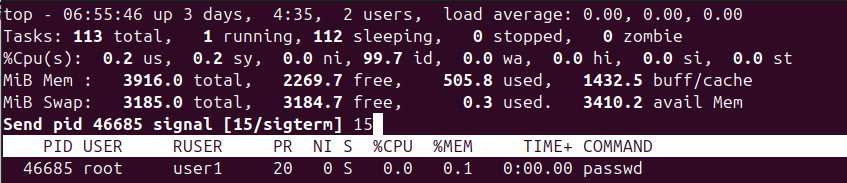 top - 06:55:46 up 3 days,  4:35,  2 users,  load average: 0.00, 0.00, 0.00
Tasks: 113 total,   1 running, 112 sleeping,   0 stopped,   0 zombie
%Cpu(s):  0.2 us,  0.2 sy,  0.0 ni, 99.7 id,  0.0 wa,  0.0 hi,  0.0 si,  0.0 st
MiB Mem :   3916.0 total,   2269.7 free,    505.8 used,   1432.5 buff/cache
MiB Swap:   3185.0 total,   3184.7 free,      0.3 used.   3410.2 avail Mem
Send pid 46685 signal [15/sigterm] 15
PID USER     RUSER     PR  NI S  %CPU  %MEM     TIME+ COMMAND
46685 root     user1     20   0 S   0.0   0.1   0:00.00 passwd